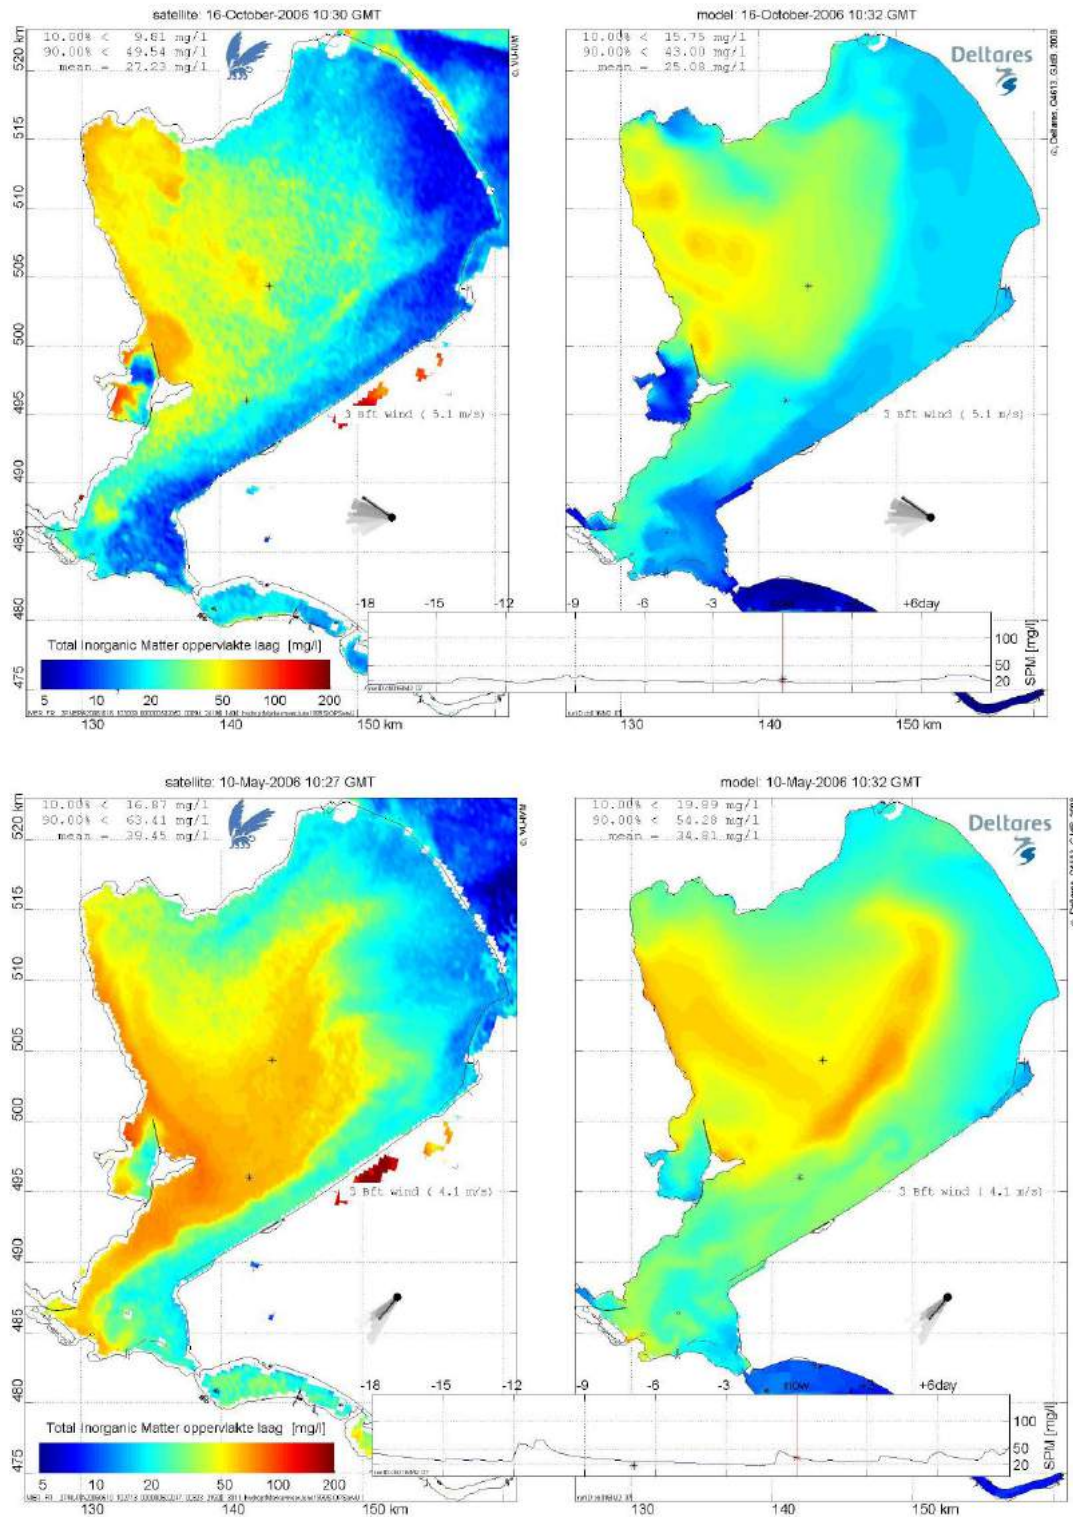 satellite: 16-October-2006 10:30 GMT
10.00% < 9.81 mg/l
90.00% < 49.54 mg/l
mean = 27.23 mg/l
520 km
515
510
505
500
495
490
485
480
475
3 Bft wind ( 5.1 m/s)
Total Inorganic Matter oppervlakte laag [mg/l]
5 10 20 50 100 200
130 140 150 km
model: 16-October-2006 10:32 GMT
10.00% < 15.75 mg/l
90.00% < 43.00 mg/l
mean = 25.08 mg/l
Deltares
3 Bft wind ( 5.1 m/s)
-18 -15 -12 -9 -6 -3 now +6day
100
50
20
SPM [mg/l]
130 140 150 km
satellite: 10-May-2006 10:27 GMT
10.00% < 16.87 mg/l
90.00% < 63.41 mg/l
mean = 39.45 mg/l
520 km
515
510
505
500
495
490
485
480
475
3 Bft wind ( 4.1 m/s)
Total Inorganic Matter oppervlakte laag [mg/l]
5 10 20 50 100 200
130 140 150 km
model: 10-May-2006 10:32 GMT
10.00% < 19.89 mg/l
90.00% < 54.28 mg/l
mean = 34.81 mg/l
Deltares
3 Bft wind ( 4.1 m/s)
-18 -15 -12 -9 -6 -3 now +6day
100
50
20
SPM [mg/l]
130 140 150 km